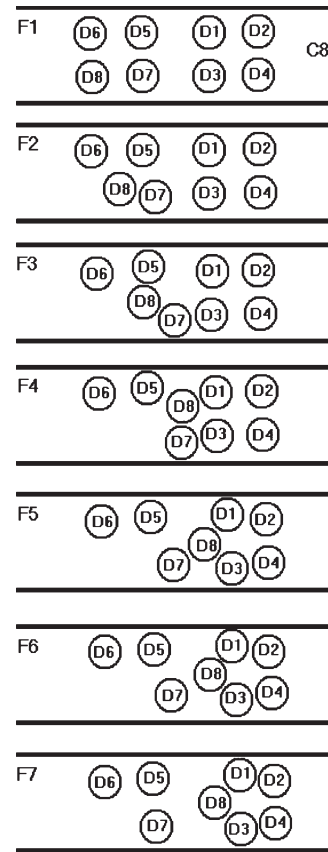 F1 D6 D5 D1 D2
C8
D8 D7 D3 D4
F2 D6 D5 D1 D2
D8 D7 D3 D4
F3 D6 D5 D1 D2
D8 D7 D3 D4
F4 D6 D5 D8 D1 D2
D7 D3 D4
F5 D6 D5 D1 D2
D8
D7 D3 D4
F6 D6 D5 D1 D2
D8
D7 D3 D4
F7 D6 D5 D1 D2
D8
D7 D3 D4